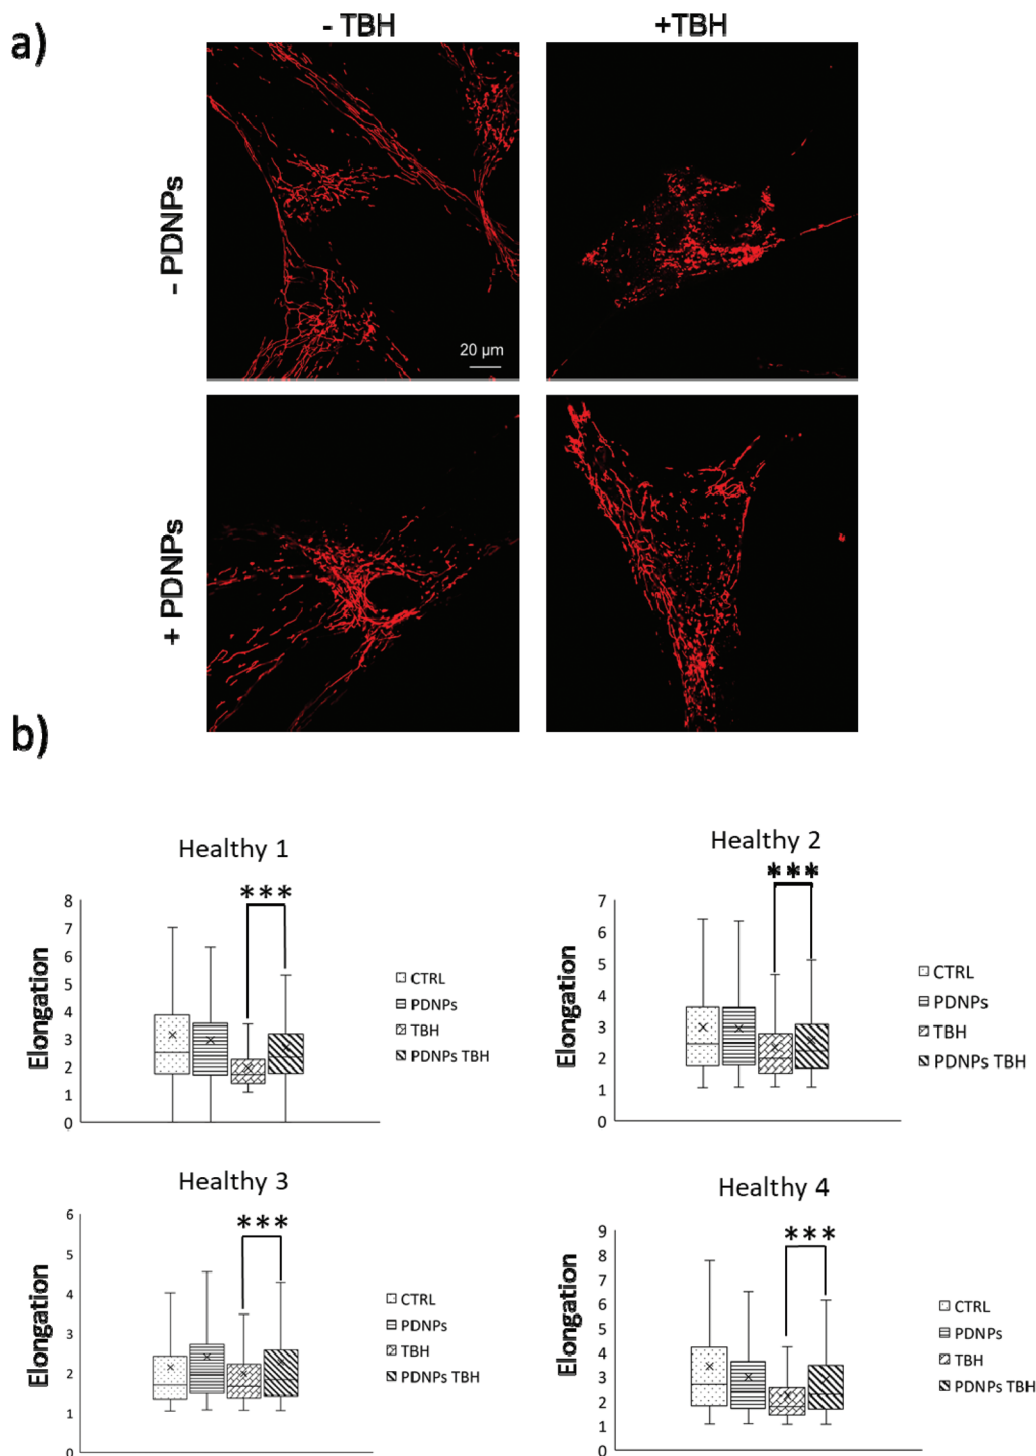 a)
- TBH
+TBH
- PDNPs
20 µm
+ PDNPs
b)
Healthy 1
***
Elongation
8
7
6
5
4
3
2
1
0
CTRL
PDNPs
TBH
PDNPs TBH
Healthy 2
***
Elongation
7
6
5
4
3
2
1
0
CTRL
PDNPs
TBH
PDNPs TBH
Healthy 3
***
Elongation
6
5
4
3
2
1
0
CTRL
PDNPs
TBH
PDNPs TBH
Healthy 4
***
Elongation
9
8
7
6
5
4
3
2
1
0
CTRL
PDNPs
TBH
PDNPs TBH